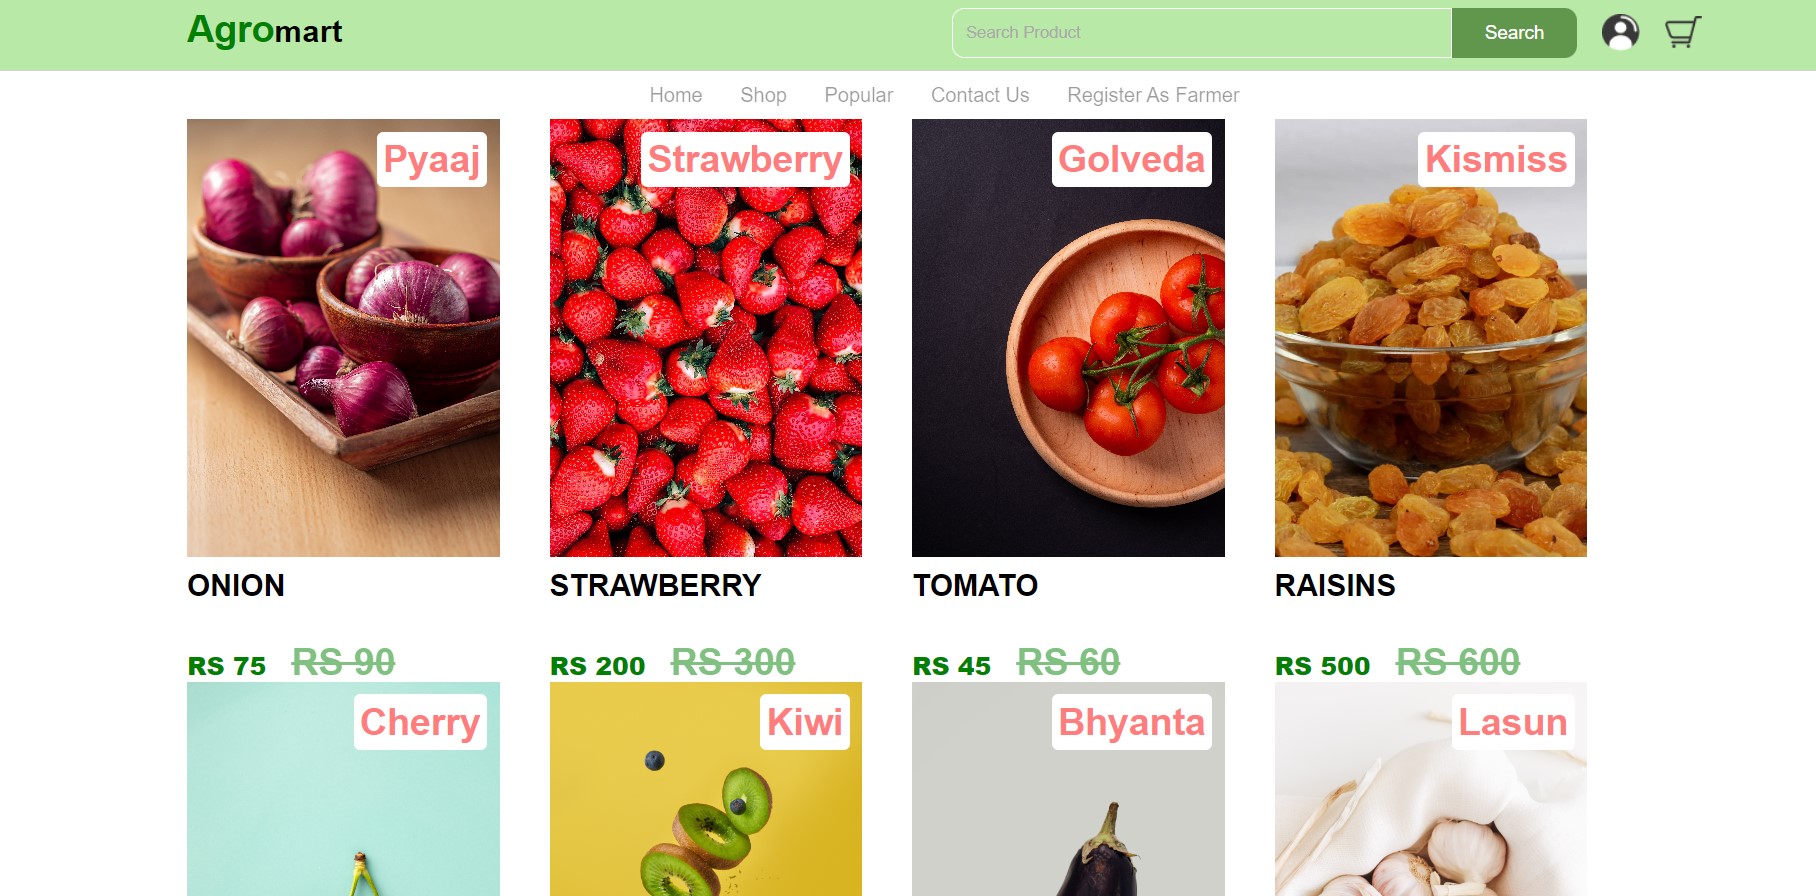 Agromart
Search Product
Search
Home Shop Popular Contact Us Register As Farmer
Pyaaj
Strawberry
Golveda
Kismiss
ONION
STRAWBERRY
TOMATO
RAISINS
RS 75 RS 90
RS 200 RS 300
RS 45 RS 60
RS 500 RS 600
Cherry
Kiwi
Bhyanta
Lasun